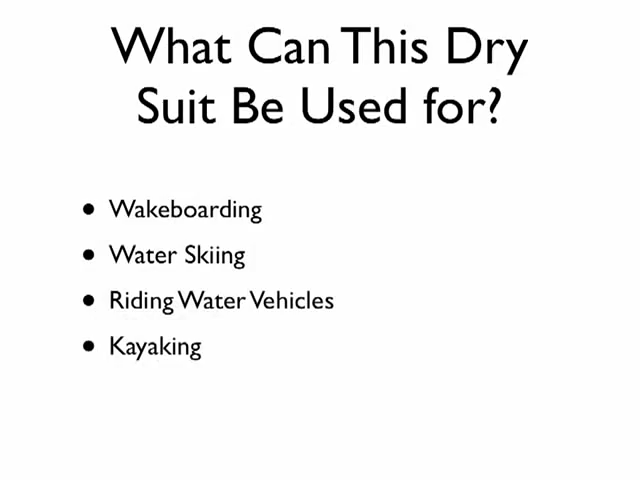 What Can This Dry
Suit Be Used for?
• Wakeboarding
• Water Skiing
• Riding Water Vehicles
• Kayaking